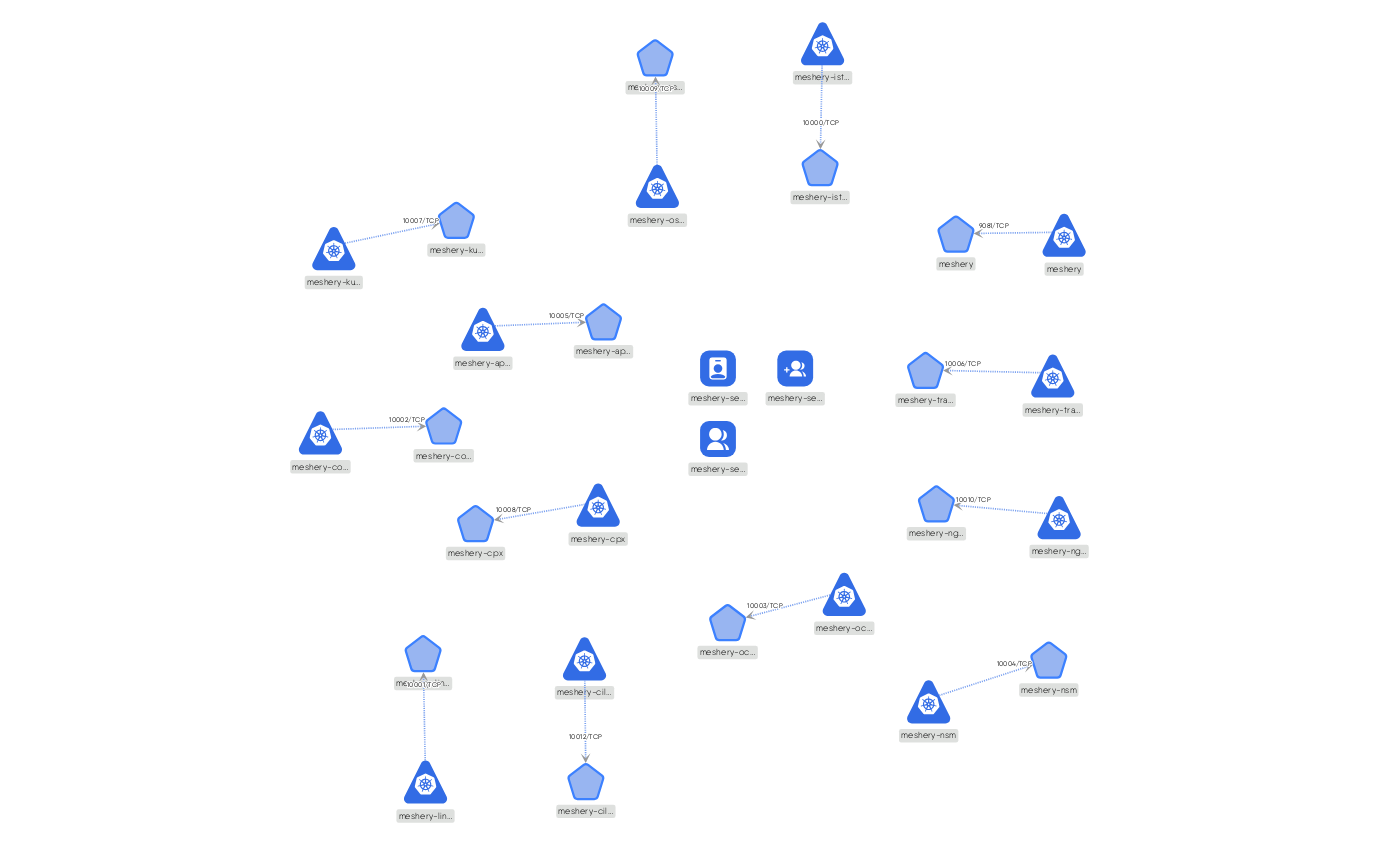 meshery-ist...
10009/TCP
10000/TCP
meshery-ist...
meshery-os...
10007/TCP
meshery-ku...
meshery-ku...
9081/TCP
meshery
meshery
10005/TCP
meshery-ap...
meshery-ap...
10006/TCP
meshery-tra...
meshery-tra...
meshery-se...
meshery-se...
meshery-se...
10002/TCP
meshery-co...
meshery-co...
10008/TCP
meshery-cpx
meshery-cpx
10010/TCP
meshery-ng...
meshery-ng...
10003/TCP
meshery-oc...
meshery-oc...
10004/TCP
meshery-nsm
meshery-nsm
10001/TCP
meshery-lin...
meshery-cil...
10012/TCP
meshery-cil...